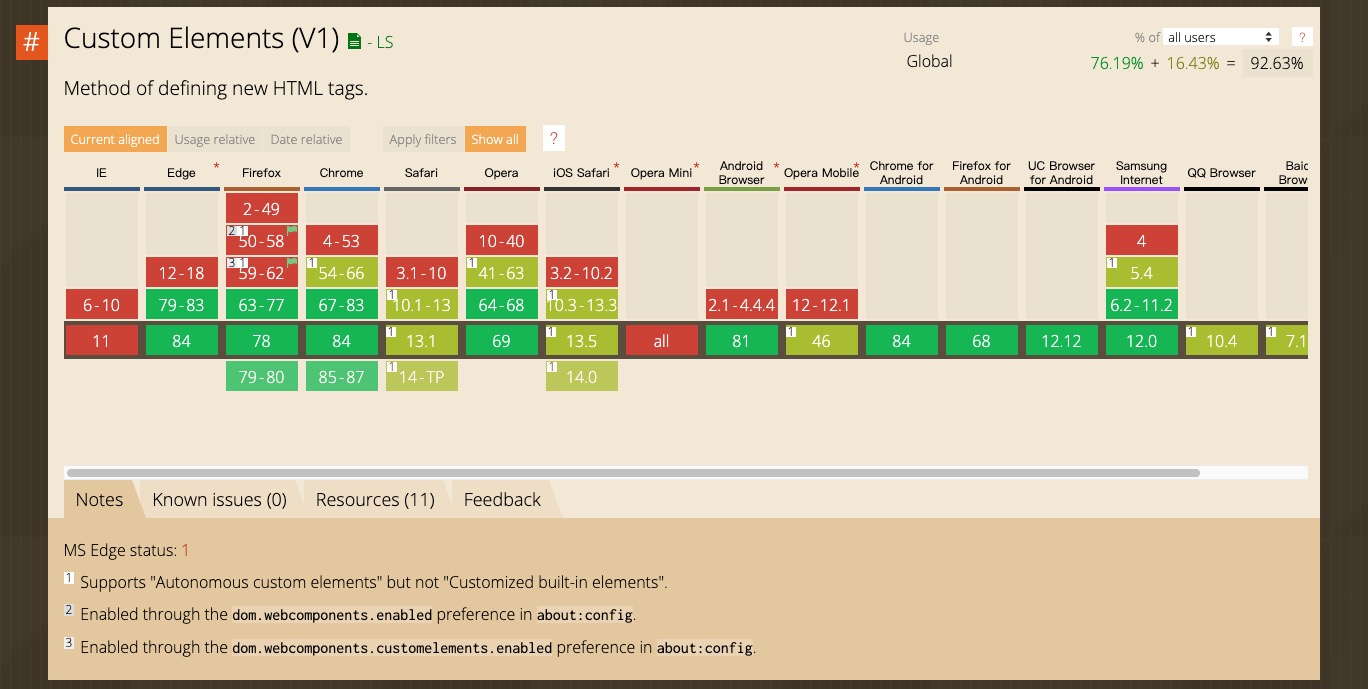 #
Custom Elements (V1) - LS
Usage % of all users ?
Global 76.19% + 16.43% = 92.63%
Method of defining new HTML tags.
Current aligned Usage relative Date relative Apply filters Show all ?
IE Edge * Firefox Chrome Safari Opera iOS Safari * Opera Mini * Android Browser * Opera Mobile * Chrome for Android Firefox for Android UC Browser for Android Samsung Internet QQ Browser Baid Brow
2-49
2 1 50-58 4-53 10-40 4
12-18 3 1 59-62 1 54-66 3.1-10 1 41-63 3.2-10.2 1 5.4
6-10 79-83 63-77 67-83 1 10.1-13 64-68 1 10.3-13.3 2.1-4.4.4 12-12.1 6.2-11.2
11 84 78 84 1 13.1 69 1 13.5 all 81 1 46 84 68 12.12 12.0 1 10.4 1 7.1
79-80 85-87 1 14-TP 1 14.0
Notes Known issues (0) Resources (11) Feedback
MS Edge status: 1
1 Supports "Autonomous custom elements" but not "Customized built-in elements".
2 Enabled through the dom.webcomponents.enabled preference in about:config.
3 Enabled through the dom.webcomponents.customelements.enabled preference in about:config.